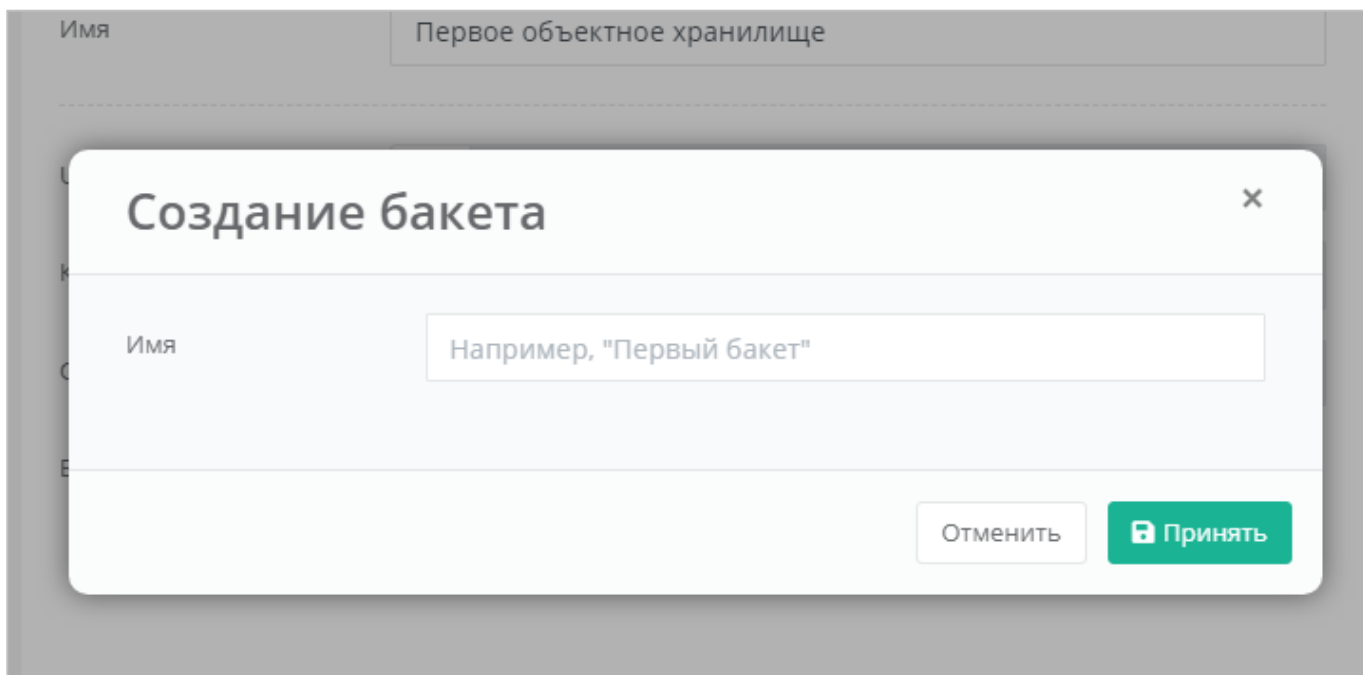 Имя
Первое объектное хранилище
Создание бакета
×
Имя
Например, "Первый бакет"
Отменить
Принять